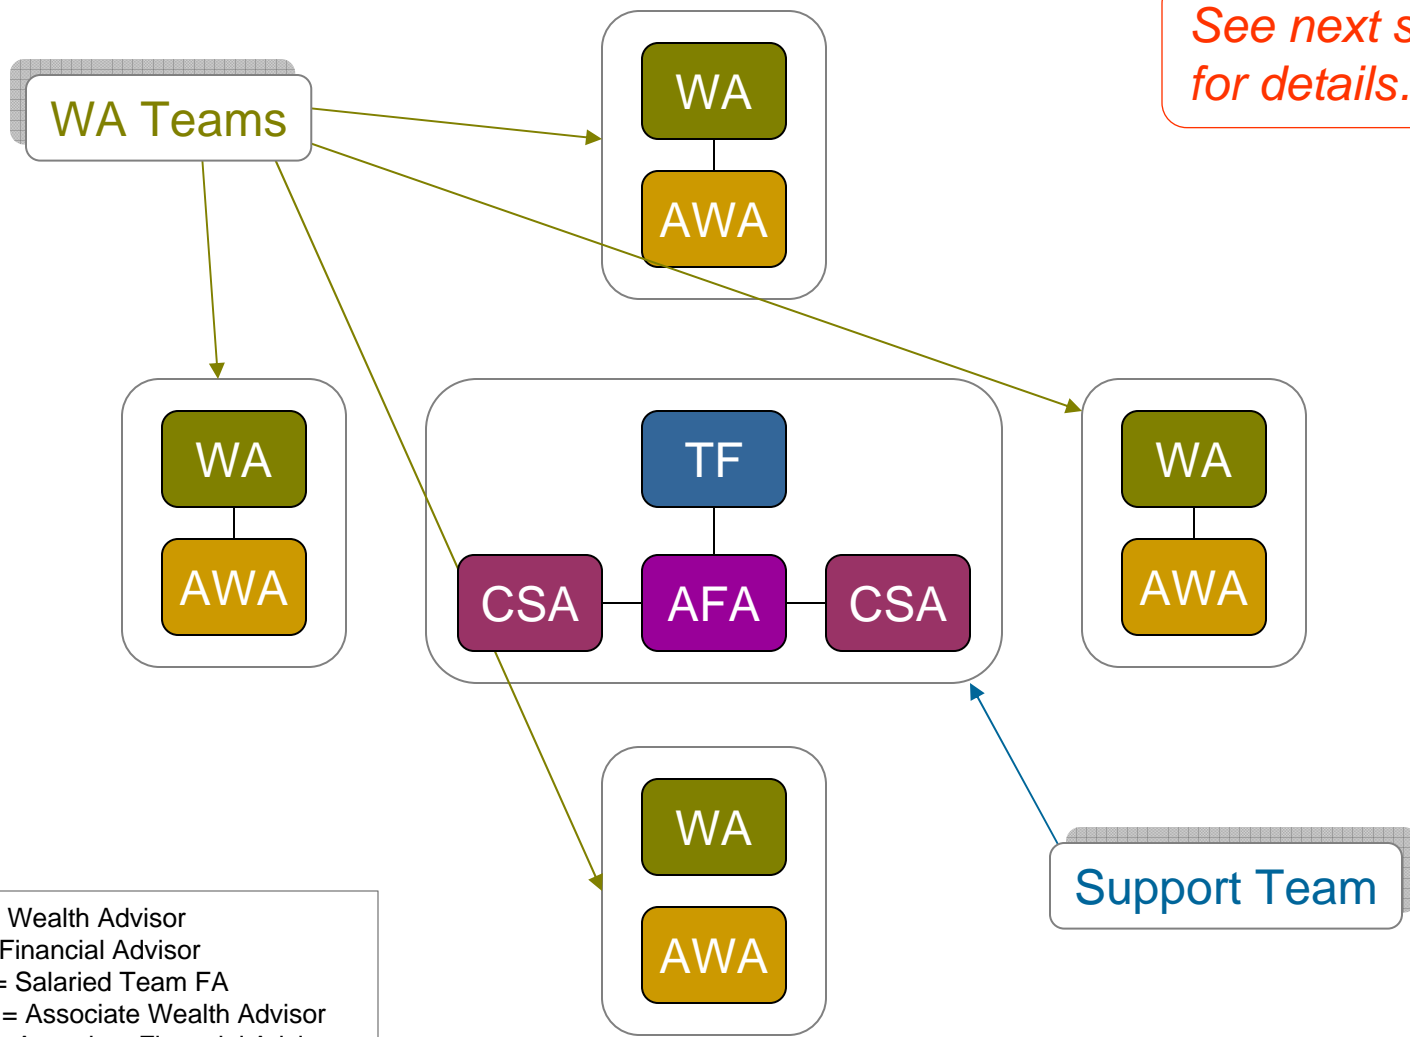 See next
for details.
WA Teams
WA
AWA
WA
AWA
TF
CSA
AFA
CSA
WA
AWA
WA
AWA
Support Team
Wealth Advisor
Financial Advisor
= Salaried Team FA
= Associate Wealth Advisor
Financial